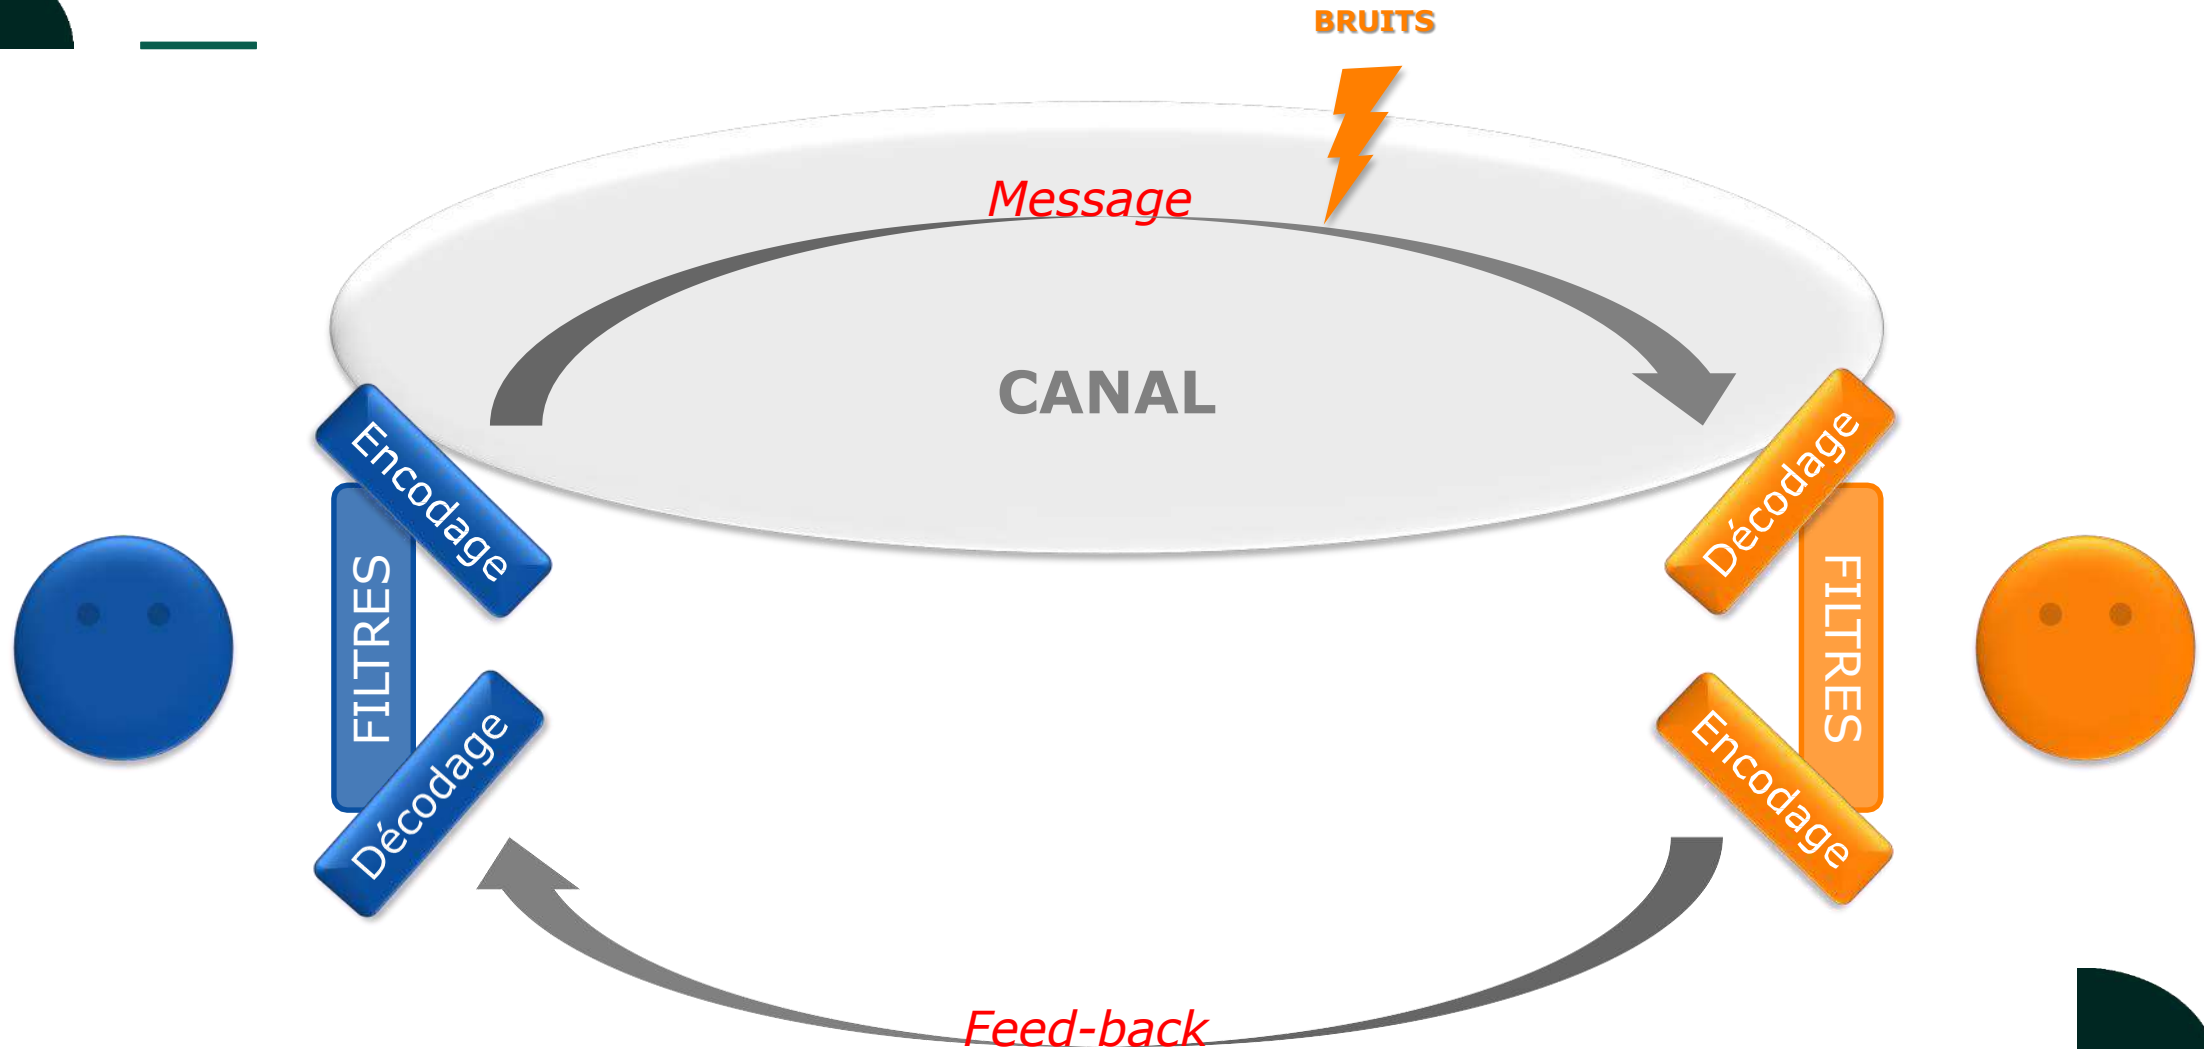 BRUITS
Message
CANAL
Encodage
Décodage
FILTRES
FILTRES
Décodage
Encodage
Feed-back